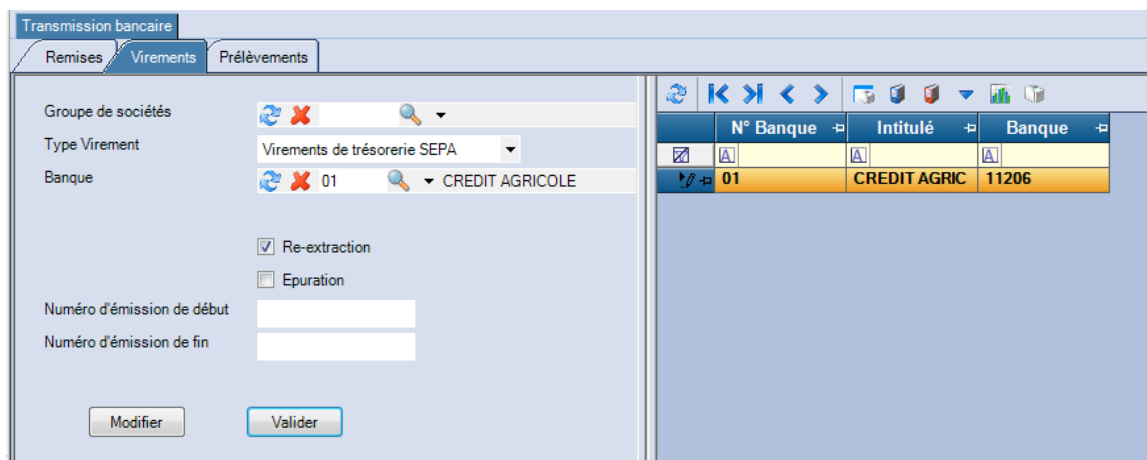 Transmission bancaire
Remises Virements Prélèvements
Groupe de sociétés
Type Virement Virements de trésorerie SEPA
Banque 01 CREDIT AGRICOLE
Re-extraction
Epuration
Numéro d'émission de début
Numéro d'émission de fin
Modifier Valider
N° Banque Intitulé Banque
A A A
01 CREDIT AGRIC 11206